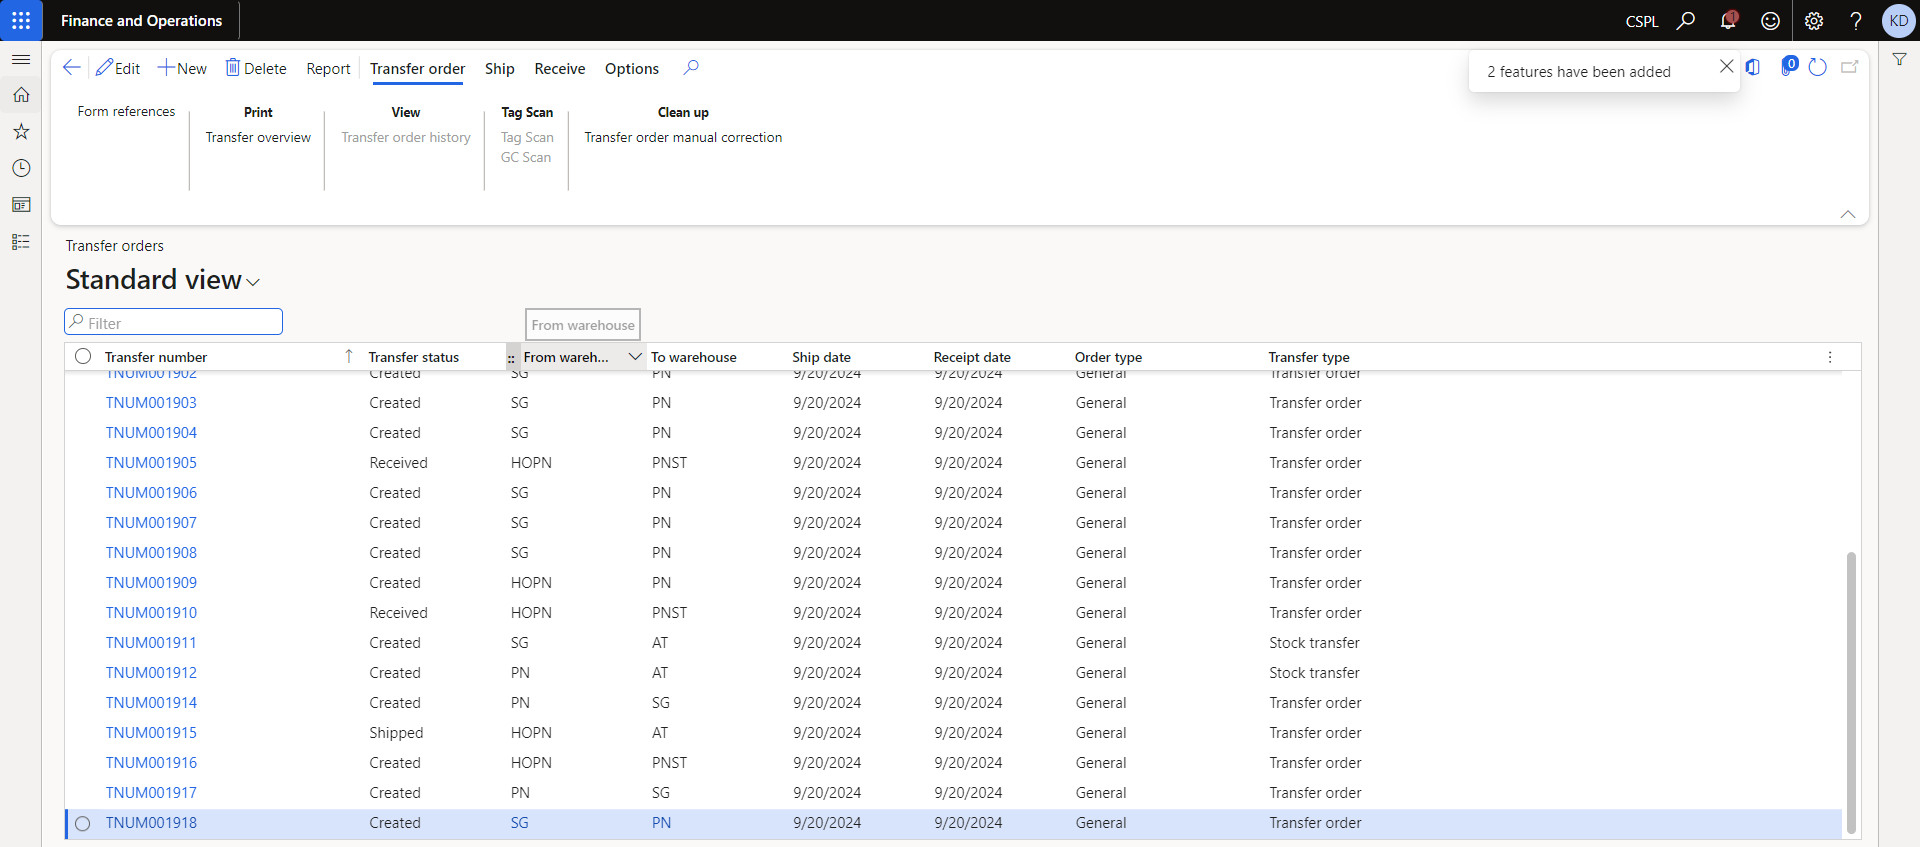 Finance and Operations CSPL 1 ? KD
Edit New Delete Report Transfer order Ship Receive Options 2 features have been added 0
Form references Print View Tag Scan Clean up
Transfer overview Transfer order history Tag Scan Transfer order manual correction
GC Scan
Transfer orders
Standard view
Filter From warehouse
Transfer number Transfer status From wareh... To warehouse Ship date Receipt date Order type Transfer type
TNUM001902 Created SG PN 9/20/2024 9/20/2024 General Transfer order
TNUM001903 Created SG PN 9/20/2024 9/20/2024 General Transfer order
TNUM001904 Created SG PN 9/20/2024 9/20/2024 General Transfer order
TNUM001905 Received HOPN PNST 9/20/2024 9/20/2024 General Transfer order
TNUM001906 Created SG PN 9/20/2024 9/20/2024 General Transfer order
TNUM001907 Created SG PN 9/20/2024 9/20/2024 General Transfer order
TNUM001908 Created SG PN 9/20/2024 9/20/2024 General Transfer order
TNUM001909 Created HOPN PN 9/20/2024 9/20/2024 General Transfer order
TNUM001910 Received HOPN PNST 9/20/2024 9/20/2024 General Transfer order
TNUM001911 Created SG AT 9/20/2024 9/20/2024 General Stock transfer
TNUM001912 Created PN AT 9/20/2024 9/20/2024 General Stock transfer
TNUM001914 Created PN SG 9/20/2024 9/20/2024 General Transfer order
TNUM001915 Shipped HOPN AT 9/20/2024 9/20/2024 General Transfer order
TNUM001916 Created HOPN PNST 9/20/2024 9/20/2024 General Transfer order
TNUM001917 Created PN SG 9/20/2024 9/20/2024 General Transfer order
TNUM001918 Created SG PN 9/20/2024 9/20/2024 General Transfer order